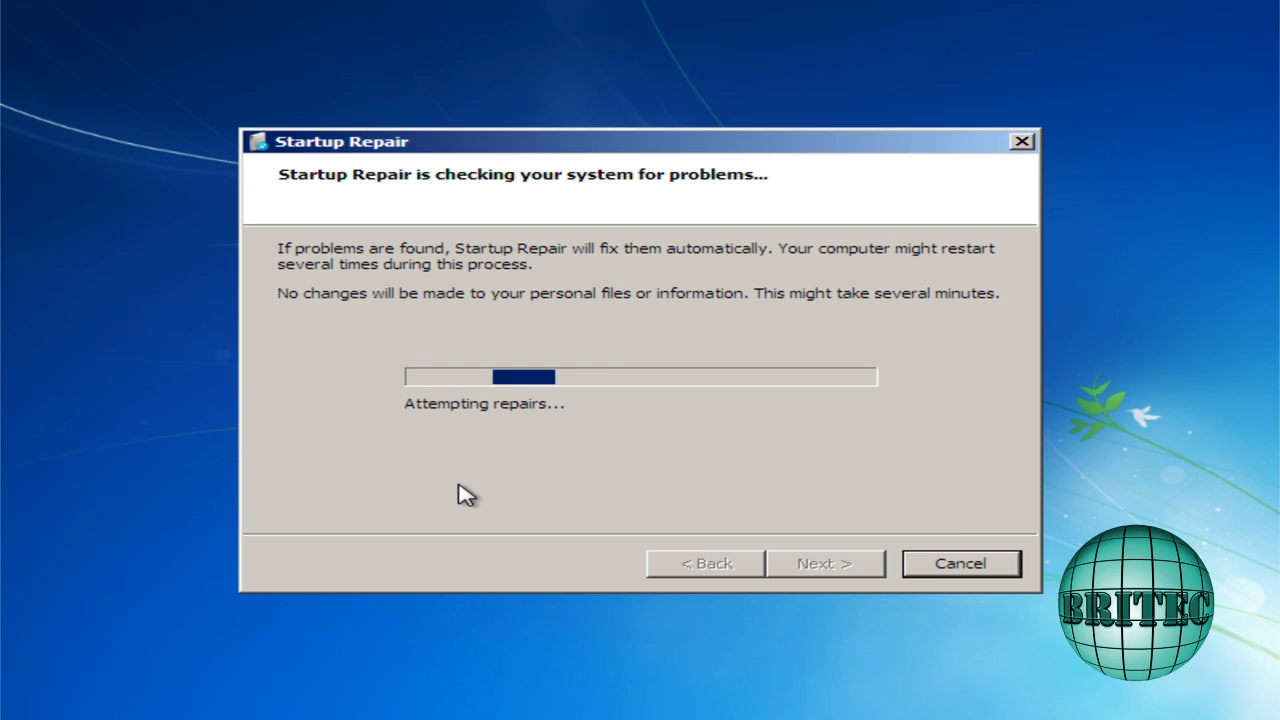 Startup Repair
Startup Repair is checking your system for problems...
If problems are found, Startup Repair will fix them automatically. Your computer might restart
several times during this process.
No changes will be made to your personal files or information. This might take several minutes.
Attempting repairs...
< Back
Next >
Cancel
BRITEC